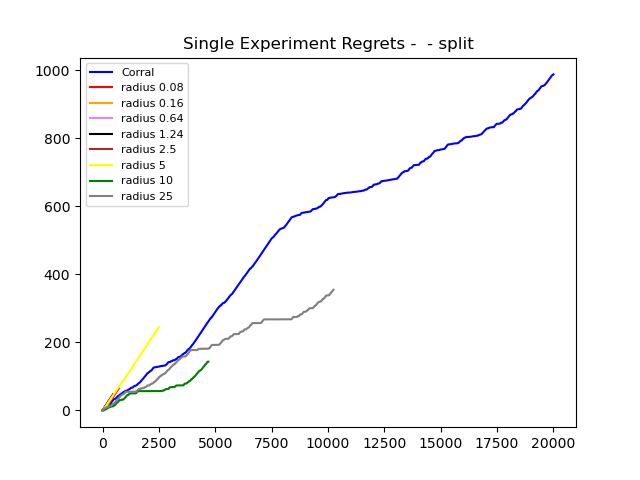 Single Experiment Regrets -  - split
1000
800
600
400
200
0
Corral
radius 0.08
radius 0.16
radius 0.64
radius 1.24
radius 2.5
radius 5
radius 10
radius 25
0 2500 5000 7500 10000 12500 15000 17500 20000